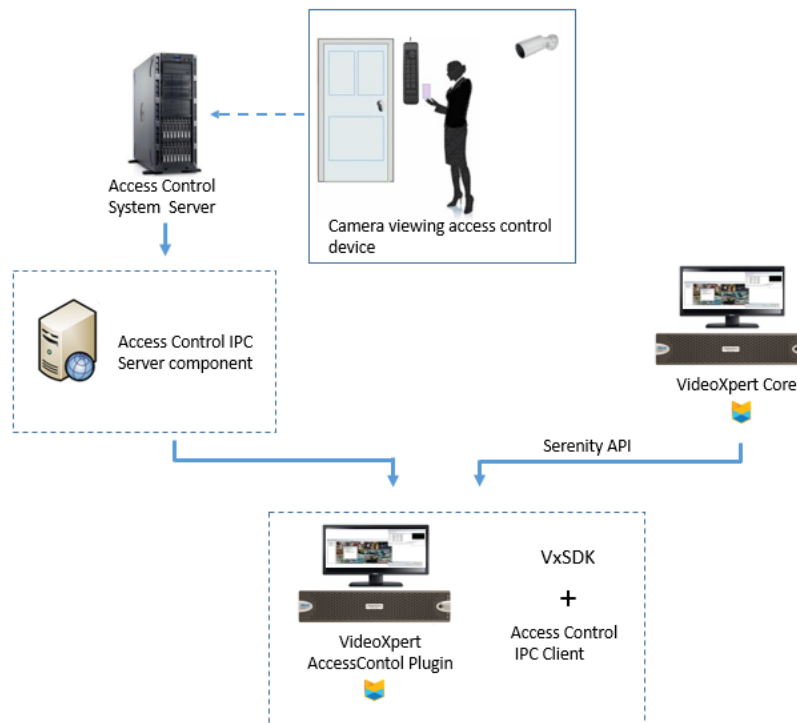 Access Control
System Server
Camera viewing access control
device
Access Control IPC
Server component
VideoXpert Core
Serenity API
VideoXpert
AccessContol Plugin
VxSDK
+
Access Control
IPC Client